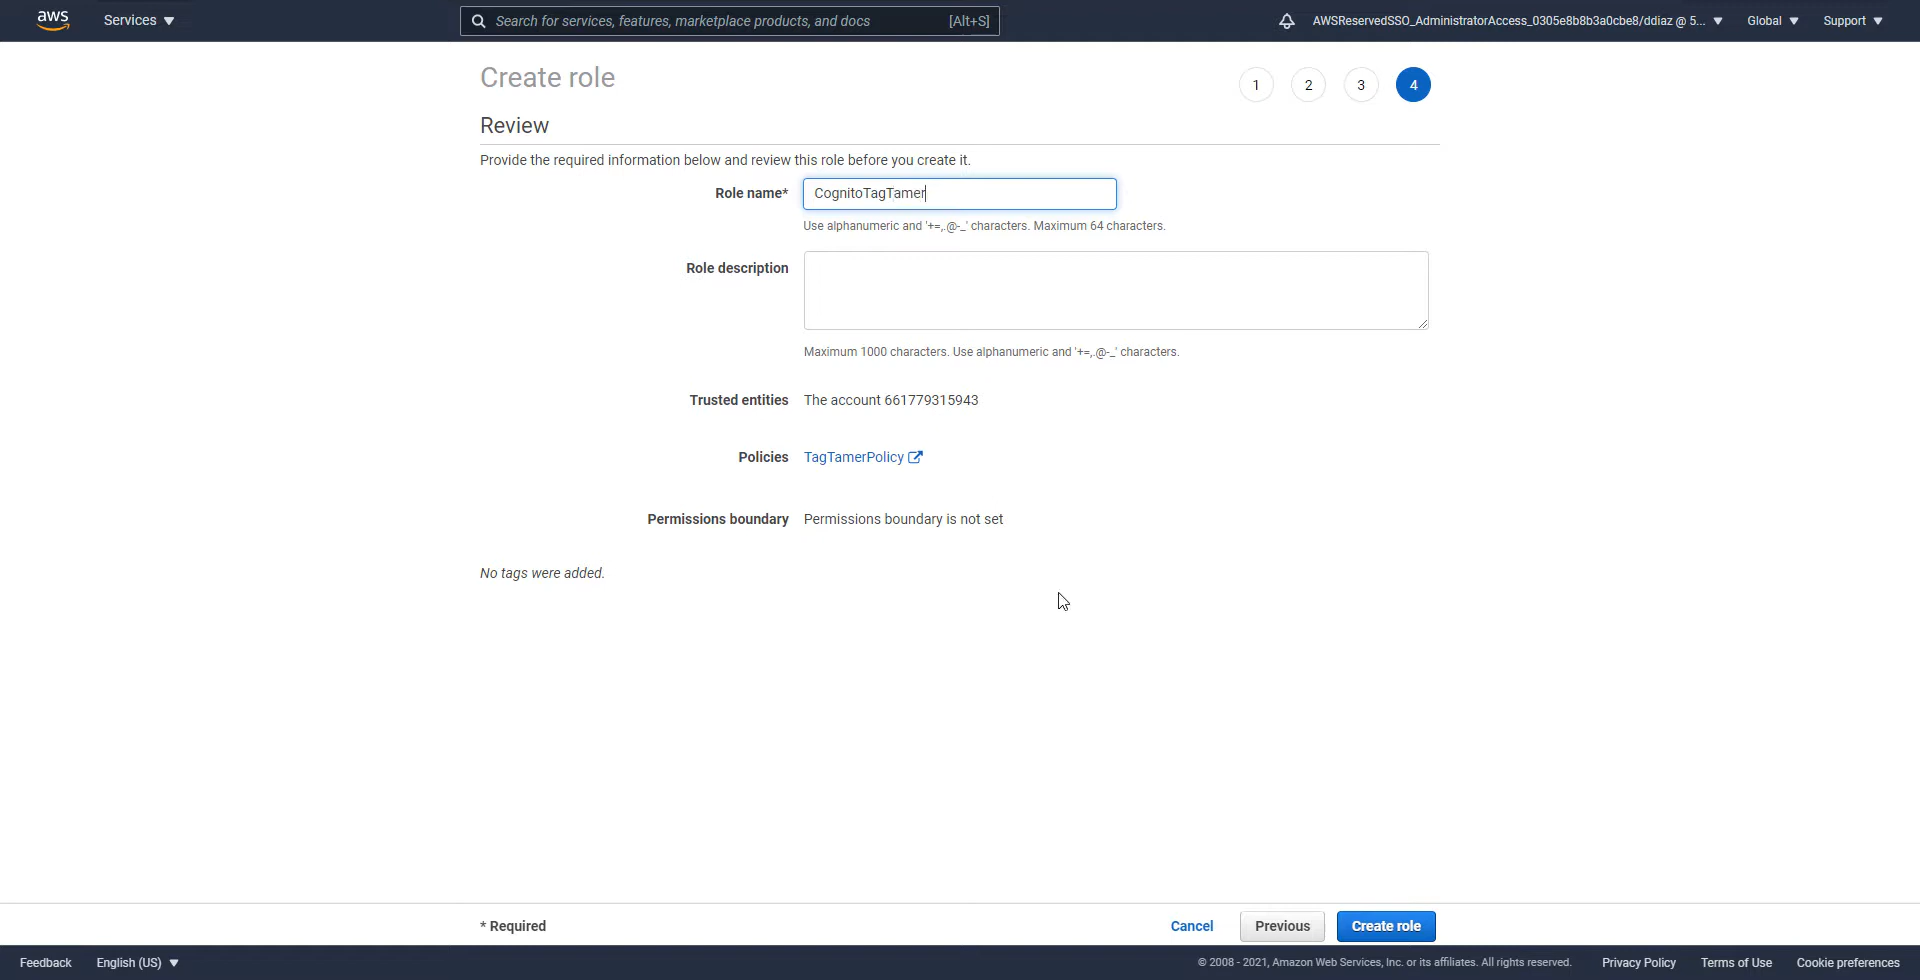 aws Services Search for services, features, marketplace products, and docs [Alt+S] AWSReservedSSO_AdministratorAccess_0305e8b8b3a0cbe8/ddiaz @ 5... Global Support
Create role 1 2 3 4
Review
Provide the required information below and review this role before you create it.
Role name* CognitoTagTamer
Use alphanumeric and '+=,.@-_' characters. Maximum 64 characters.
Role description
Maximum 1000 characters. Use alphanumeric and '+=,.@-_' characters.
Trusted entities The account 661779315943
Policies TagTamerPolicy
Permissions boundary Permissions boundary is not set
No tags were added.
* Required Cancel Previous Create role
Feedback English (US) © 2008 - 2021, Amazon Web Services, Inc. or its affiliates. All rights reserved. Privacy Policy Terms of Use Cookie preferences